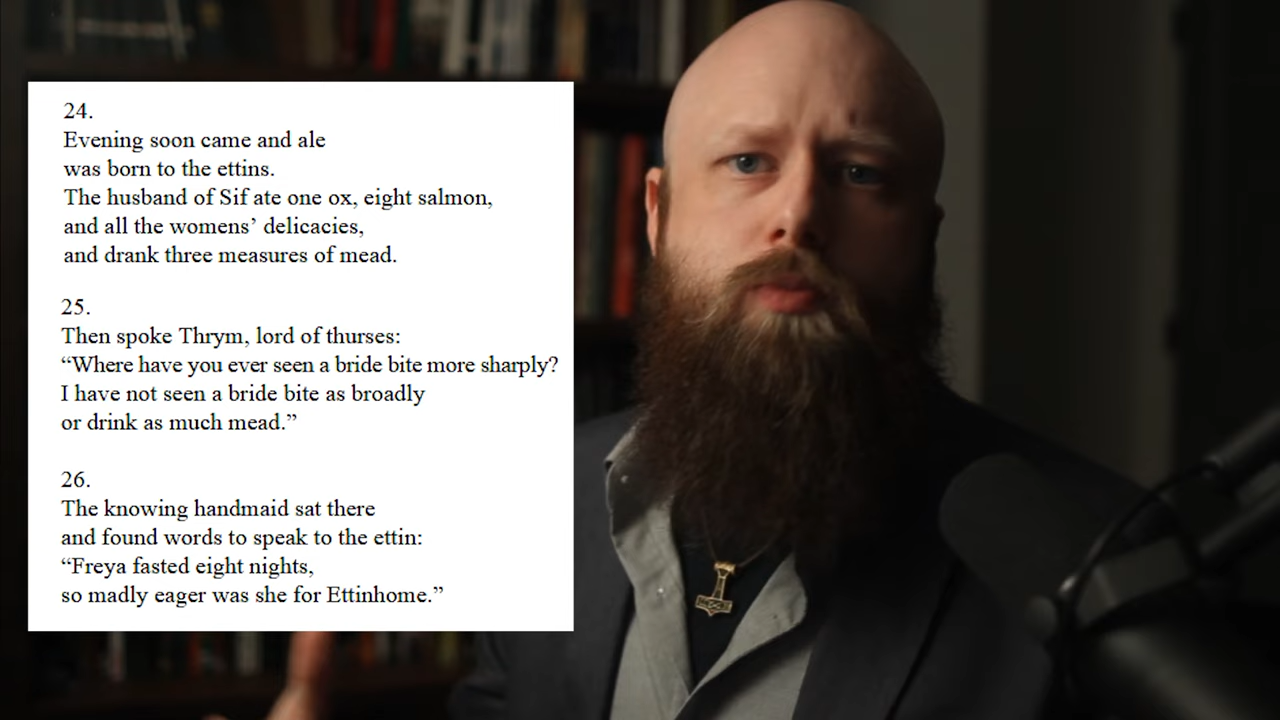 24.
Evening soon came and ale
was born to the ettins.
The husband of Sif ate one ox, eight salmon,
and all the womens’ delicacies,
and drank three measures of mead.
25.
Then spoke Thrym, lord of thurses:
“Where have you ever seen a bride bite more sharply?
I have not seen a bride bite as broadly
or drink as much mead.”
26.
The knowing handmaid sat there
and found words to speak to the ettin:
“Freya fasted eight nights,
so madly eager was she for Ettinhome.”